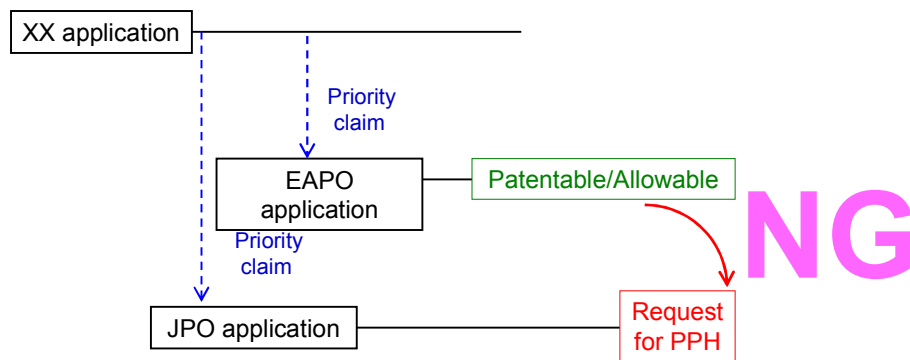 XX application
Priority
claim
EAPO
application
Patentable/Allowable
NG
Priority
claim
JPO application
Request
for PPH